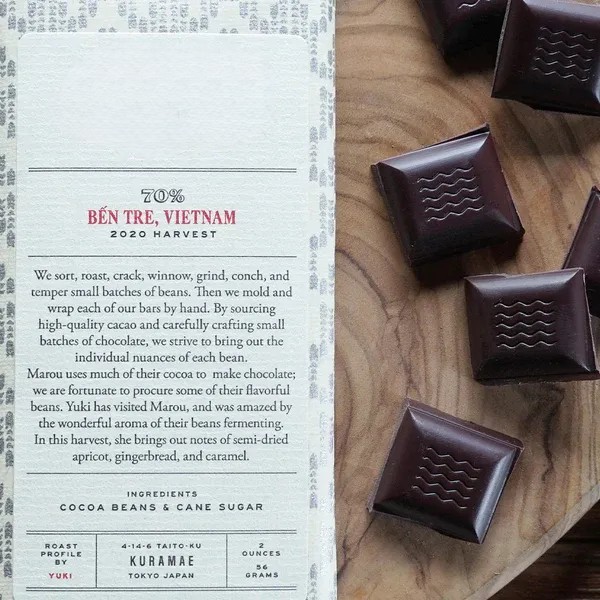 70%
BẾN TRE, VIETNAM
2020 HARVEST
We sort, roast, crack, winnow, grind, conch, and
temper small batches of beans. Then we mold and
wrap each of our bars by hand. By sourcing
high-quality cacao and carefully crafting small
batches of chocolate, we strive to bring out the
individual nuances of each bean.
Marou uses much of their cocoa to make chocolate;
we are fortunate to procure some of their flavorful
beans. Yuki has visited Marou, and was amazed by
the wonderful aroma of their beans fermenting.
In this harvest, she brings out notes of semi-dried
apricot, gingerbread, and caramel.
INGREDIENTS
COCOA BEANS & CANE SUGAR
ROAST
PROFILE
BY
YUKI
4-14-6 TAITO-KU
KURAMAE
TOKYO JAPAN
2
OUNCES
56
GRAMS